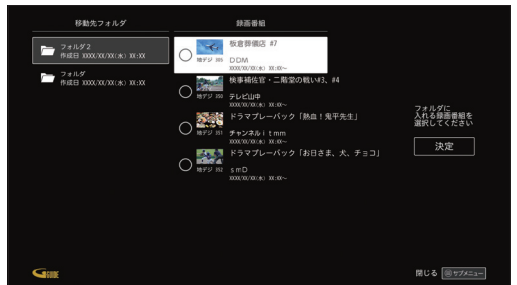 移動先フォルダ
録画番組
フォルダ2
作成日 XXXX/XX/XX(水) XX:XX
フォルダ
作成日 XXXX/XX/XX(水) XX:XX
板倉葬儀店 #7
地デジ 333 DDM
XXXX/XX/XX(水) XX:XX~
検事補佐官・二階堂の戦い#3、#4
地デジ 350 テレビ山中
XXXX/XX/XX(水) XX:XX~
ドラマプレーバック「熱血!鬼平先生」
地デジ 351 チャンネルitmm
XXXX/XX/XX(水) XX:XX~
ドラマプレーバック「お日さま、犬、チョコ」
地デジ 352 smD
XXXX/XX/XX(水) XX:XX~
フォルダに
入れる録画番組を
選択してください
決定
GGUIDE
閉じる サブメニュー